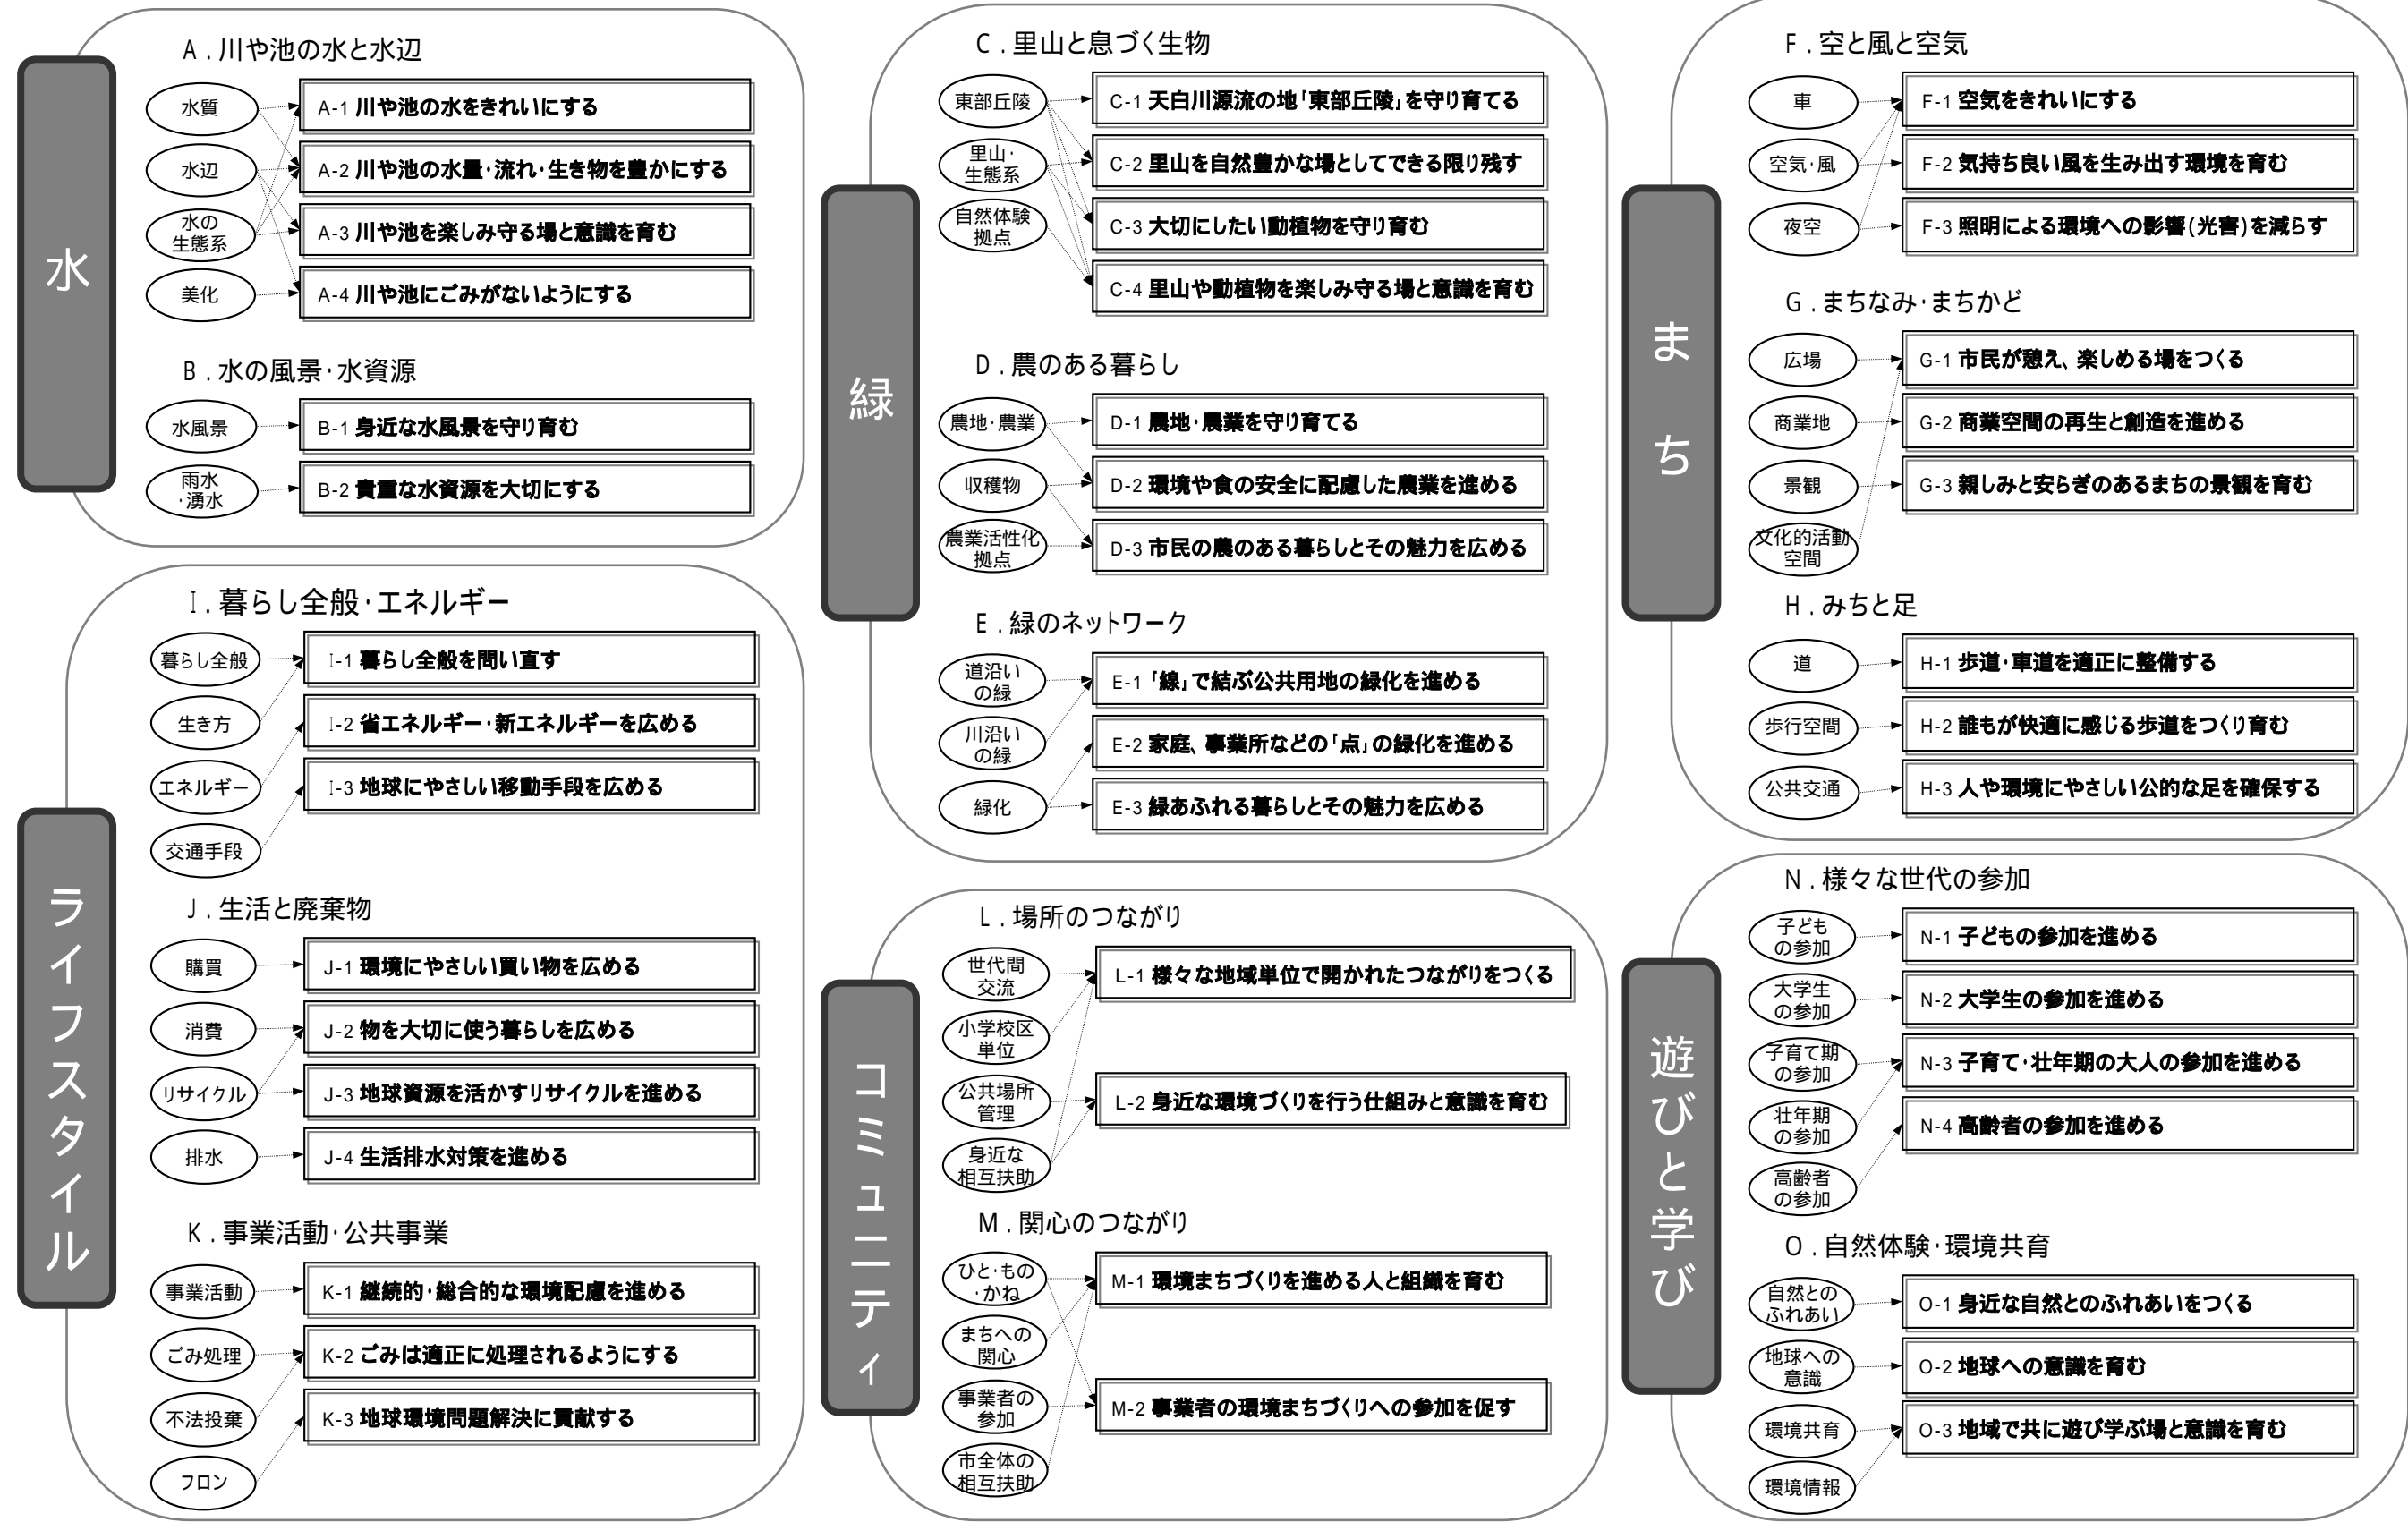 水
A．川や池の水と水辺
水質
水辺
水の
生態系
美化
A-1 川や池の水をきれいにする
A-2 川や池の水量･流れ･生き物を豊かにする
A-3 川や池を楽しみ守る場と意識を育む
A-4 川や池にごみがないようにする
B．水の風景･水資源
水風景
雨水
･湧水
B-1 身近な水風景を守り育む
B-2 貴重な水資源を大切にする
ライフスタイル
I．暮らし全般･エネルギー
暮らし全般
生き方
エネルギー
交通手段
I-1 暮らし全般を問い直す
I-2 省エネルギー･新エネルギーを広める
I-3 地球にやさしい移動手段を広める
J．生活と廃棄物
購買
消費
リサイクル
排水
J-1 環境にやさしい買い物を広める
J-2 物を大切に使う暮らしを広める
J-3 地球資源を活かすリサイクルを進める
J-4 生活排水対策を進める
K．事業活動･公共事業
事業活動
ごみ処理
不法投棄
フロン
K-1 継続的･総合的な環境配慮を進める
K-2 ごみは適正に処理されるようにする
K-3 地球環境問題解決に貢献する
緑
C．里山と息づく生物
東部丘陵
里山･
生態系
自然体験
拠点
C-1 天白川源流の地｢東部丘陵｣を守り育てる
C-2 里山を自然豊かな場としてできる限り残す
C-3 大切にしたい動植物を守り育む
C-4 里山や動植物を楽しみ守る場と意識を育む
D．農のある暮らし
農地･農業
収穫物
農業活性化
拠点
D-1 農地･農業を守り育てる
D-2 環境や食の安全に配慮した農業を進める
D-3 市民の農のある暮らしとその魅力を広める
E．緑のネットワーク
道沿い
の緑
川沿い
の緑
緑化
E-1 ｢線｣で結ぶ公共用地の緑化を進める
E-2 家庭、事業所などの｢点｣の緑化を進める
E-3 緑あふれる暮らしとその魅力を広める
コミュニティ
L．場所のつながり
世代間
交流
小学校区
単位
公共場所
管理
身近な
相互扶助
L-1 様々な地域単位で開かれたつながりをつくる
L-2 身近な環境づくりを行う仕組みと意識を育む
M．関心のつながり
ひと･もの
･かね
まちへの
関心
事業者の
参加
市全体の
相互扶助
M-1 環境まちづくりを進める人と組織を育む
M-2 事業者の環境まちづくりへの参加を促す
まち
F．空と風と空気
車
空気･風
夜空
F-1 空気をきれいにする
F-2 気持ち良い風を生み出す環境を育む
F-3 照明による環境への影響(光害)を減らす
G．まちなみ･まちかど
広場
商業地
景観
文化的活動
空間
G-1 市民が憩え、楽しめる場をつくる
G-2 商業空間の再生と創造を進める
G-3 親しみと安らぎのあるまちの景観を育む
H．みちと足
道
歩行空間
公共交通
H-1 歩道･車道を適正に整備する
H-2 誰もが快適に感じる歩道をつくり育む
H-3 人や環境にやさしい公的な足を確保する
遊びと学び
N．様々な世代の参加
子ども
の参加
大学生
の参加
子育て期
の参加
壮年期
の参加
高齢者
の参加
N-1 子どもの参加を進める
N-2 大学生の参加を進める
N-3 子育て･壮年期の大人の参加を進める
N-4 高齢者の参加を進める
O．自然体験･環境共育
自然との
ふれあい
地球への
意識
環境共育
環境情報
O-1 身近な自然とのふれあいをつくる
O-2 地球への意識を育む
O-3 地域で共に遊び学ぶ場と意識を育む